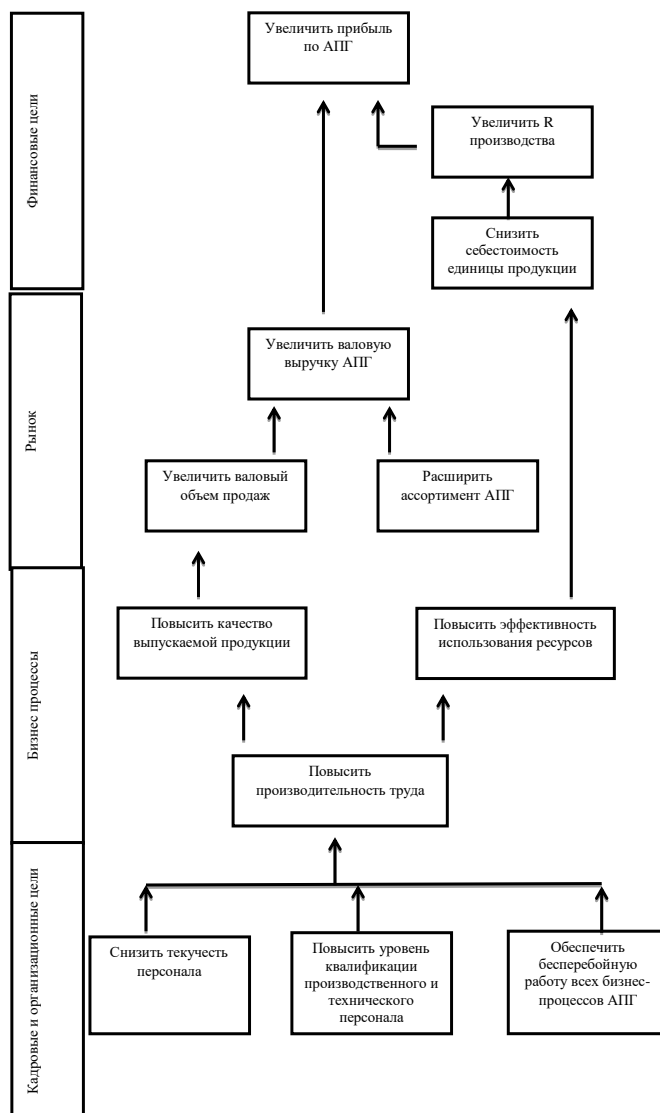 Финансовые цели
Увеличить прибыль
по АПГ
Увеличить R
производства
Снизить
себестоимость
единицы продукции
Рынок
Увеличить валовую
выручку АПГ
Увеличить валовый
объем продаж
Расширить
ассортимент АПГ
Бизнес процессы
Повысить качество
выпускаемой продукции
Повысить эффективность
использования ресурсов
Повысить
производительность труда
Кадровые и организационные цели
Снизить текучесть
персонала
Повысить уровень
квалификации
производственного и
технического
персонала
Обеспечить
бесперебойную
работу всех бизнес-
процессов АПГ